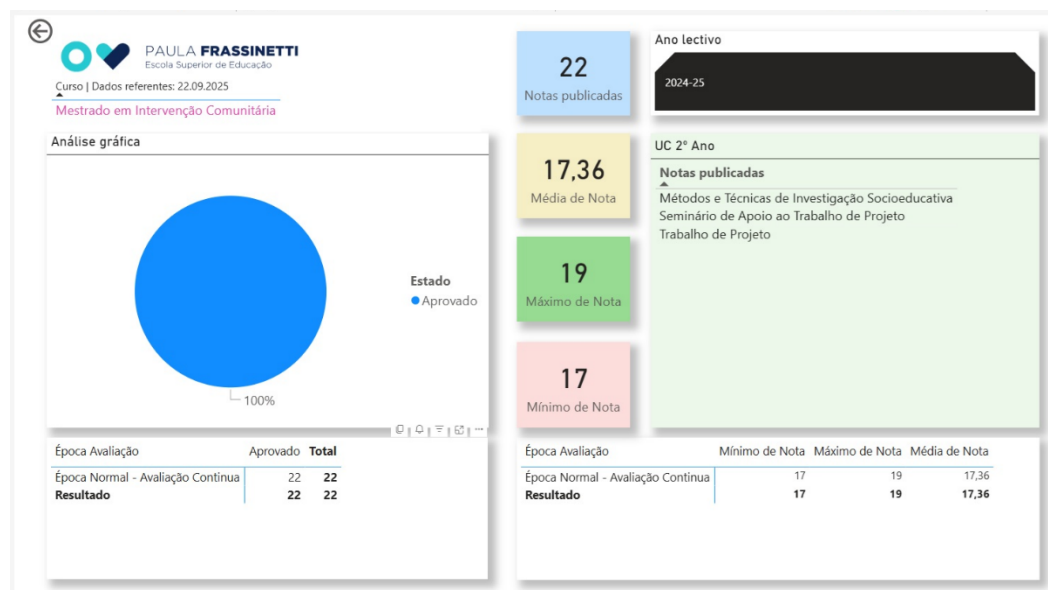 PAULA FRASSINETTI
Escola Superior de Educação
Curso | Dados referentes: 22.09.2025
Mestrado em Intervenção Comunitária
22
Notas publicadas
Ano lectivo
2024-25
Análise gráfica
Estado
Aprovado
100%
17,36
Média de Nota
19
Máximo de Nota
17
Mínimo de Nota
UC 2º Ano
Notas publicadas
Métodos e Técnicas de Investigação Socioeducativa
Seminário de Apoio ao Trabalho de Projeto
Trabalho de Projeto
Época Avaliação Aprovado Total
Época Normal - Avaliação Continua 22 22
Resultado 22 22
Época Avaliação Mínimo de Nota Máximo de Nota Média de Nota
Época Normal - Avaliação Continua 17 19 17,36
Resultado 17 19 17,36